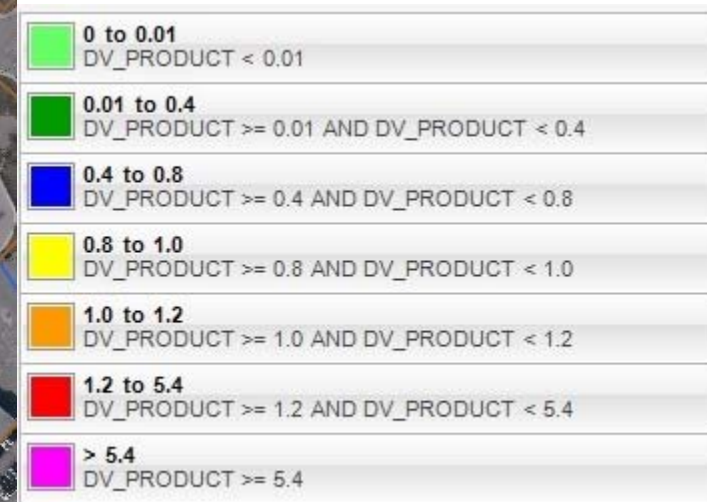 0 to 0.01
DV_PRODUCT < 0.01
0.01 to 0.4
DV_PRODUCT >= 0.01 AND DV_PRODUCT < 0.4
0.4 to 0.8
DV_PRODUCT >= 0.4 AND DV_PRODUCT < 0.8
0.8 to 1.0
DV_PRODUCT >= 0.8 AND DV_PRODUCT < 1.0
1.0 to 1.2
DV_PRODUCT >= 1.0 AND DV_PRODUCT < 1.2
1.2 to 5.4
DV_PRODUCT >= 1.2 AND DV_PRODUCT < 5.4
> 5.4
DV_PRODUCT >= 5.4